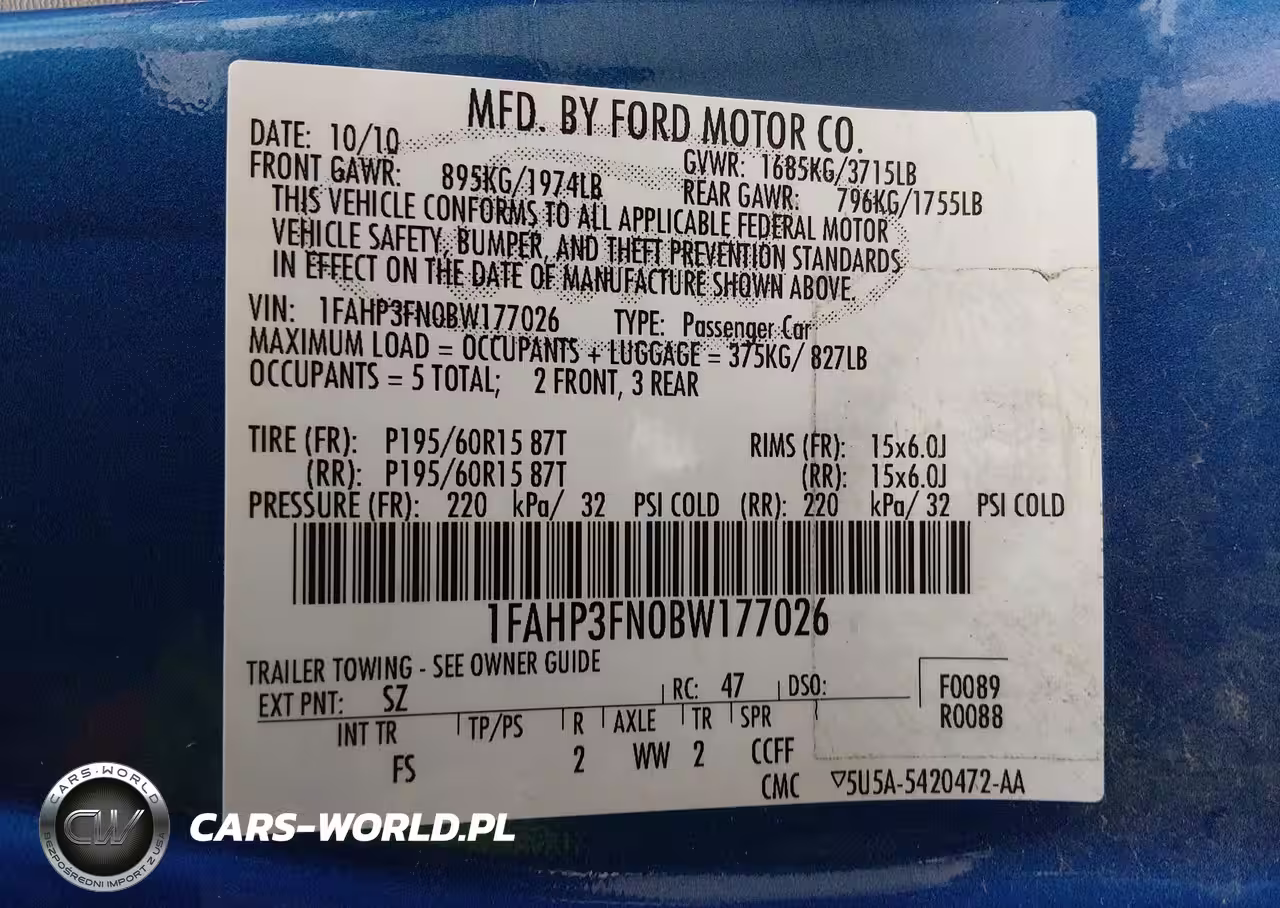 MFD. BY FORD MOTOR CO.
DATE: 10/10 GVWR: 1685KG/3715LB
FRONT GAWR: 895KG/1974LB REAR GAWR: 796KG/1755LB
THIS VEHICLE CONFORMS TO ALL APPLICABLE FEDERAL MOTOR
VEHICLE SAFETY, BUMPER, AND THEFT PREVENTION STANDARDS
IN EFFECT ON THE DATE OF MANUFACTURE SHOWN ABOVE.
VIN: 1FAHP3FN0BW177026 TYPE: Passenger Car
MAXIMUM LOAD = OCCUPANTS + LUGGAGE = 375KG/ 827LB
OCCUPANTS = 5 TOTAL; 2 FRONT, 3 REAR
TIRE (FR): P195/60R15 87T RIMS (FR): 15x6.0J
(RR): P195/60R15 87T (RR): 15x6.0J
PRESSURE (FR): 220 kPa/ 32 PSI COLD (RR): 220 kPa/ 32 PSI COLD
1FAHP3FN0BW177026
TRAILER TOWING - SEE OWNER GUIDE
EXT PNT: SZ RC: 47 DSO: F0089
INT TR TP/PS R AXLE TR SPR R0088
FS 2 WW 2 CCFF
CMC ▽5U5A-5420472-AA
CARS-WORLD
CW
BEZPOŚREDNI IMPORT Z USA
CARS-WORLD.PL